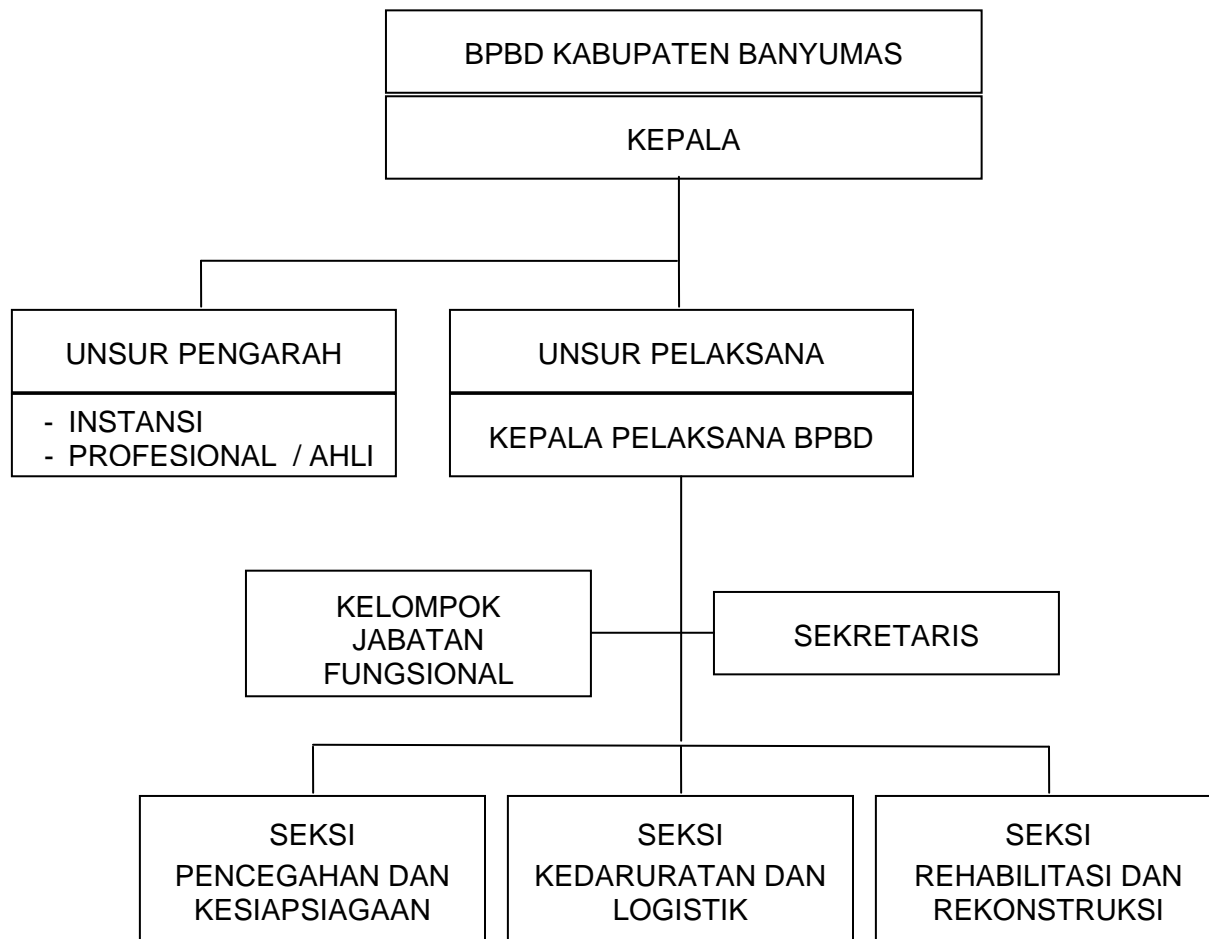 BPBD KABUPATEN BANYUMAS
KEPALA
UNSUR PENGARAH
- INSTANSI
- PROFESIONAL / AHLI
UNSUR PELAKSANA
KEPALA PELAKSANA BPBD
KELOMPOK
JABATAN
FUNGSIONAL
SEKRETARIS
SEKSI
PENCEGAHAN DAN
KESIAPSIAGAAN
SEKSI
KEDARURATAN DAN
LOGISTIK
SEKSI
REHABILITASI DAN
REKONSTRUKSI